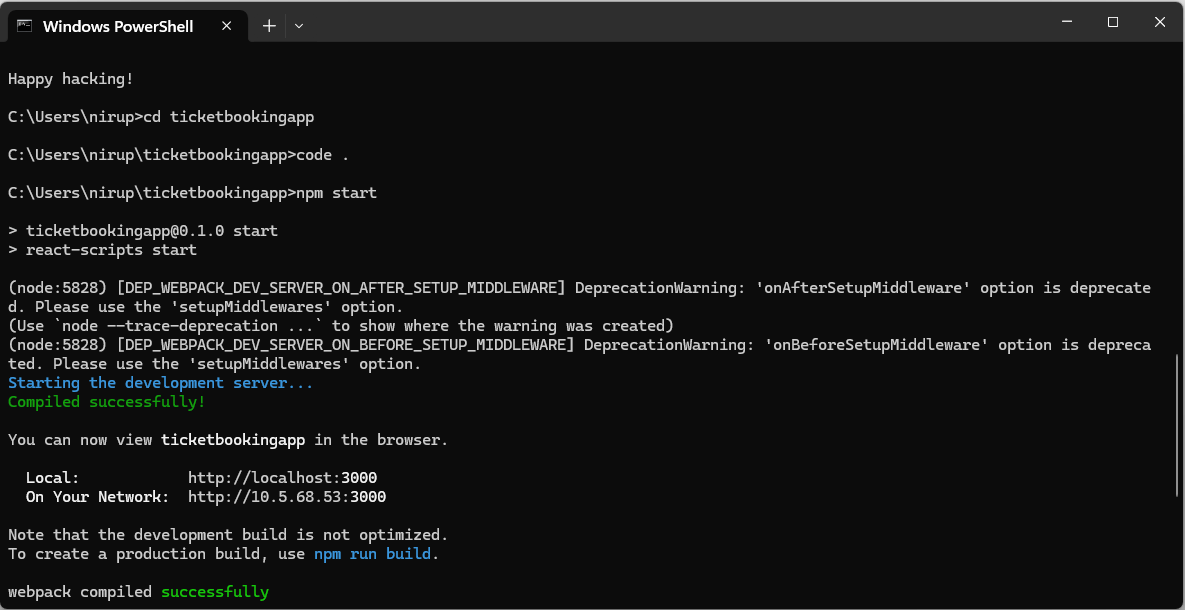 Windows PowerShell
Happy hacking!
C:\Users\nirup>cd ticketbookingapp
C:\Users\nirup\ticketbookingapp>code .
C:\Users\nirup\ticketbookingapp>npm start
> ticketbookingapp@0.1.0 start
> react-scripts start
(node:5828) [DEP_WEBPACK_DEV_SERVER_ON_AFTER_SETUP_MIDDLEWARE] DeprecationWarning: 'onAfterSetupMiddleware' option is deprecate
d. Please use the 'setupMiddlewares' option.
(Use `node --trace-deprecation ...` to show where the warning was created)
(node:5828) [DEP_WEBPACK_DEV_SERVER_ON_BEFORE_SETUP_MIDDLEWARE] DeprecationWarning: 'onBeforeSetupMiddleware' option is depreca
ted. Please use the 'setupMiddlewares' option.
Starting the development server...
Compiled successfully!
You can now view ticketbookingapp in the browser.
Local: http://localhost:3000
On Your Network: http://10.5.68.53:3000
Note that the development build is not optimized.
To create a production build, use npm run build.
webpack compiled successfully